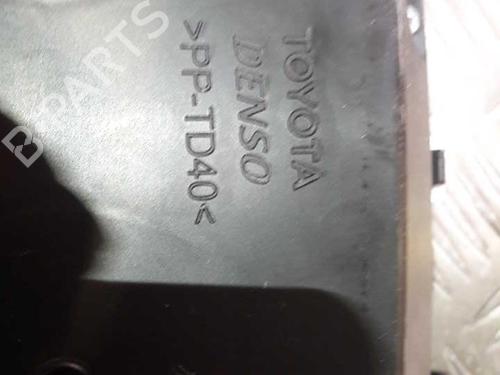 TOYOTA
DENSO
>PP-TD40<
B-PARTS